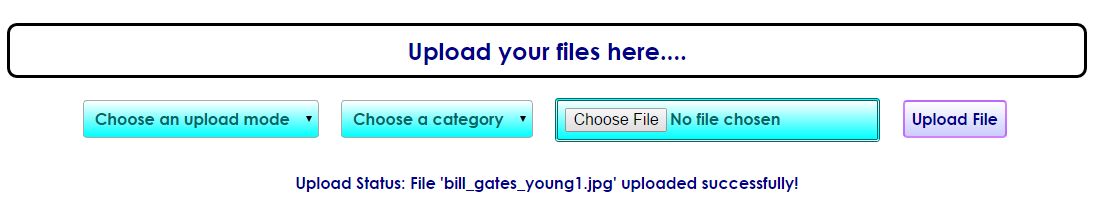 Upload your files here....
Choose an upload mode Choose a category Choose File No file chosen Upload File
Upload Status: File 'bill_gates_young1.jpg' uploaded successfully!